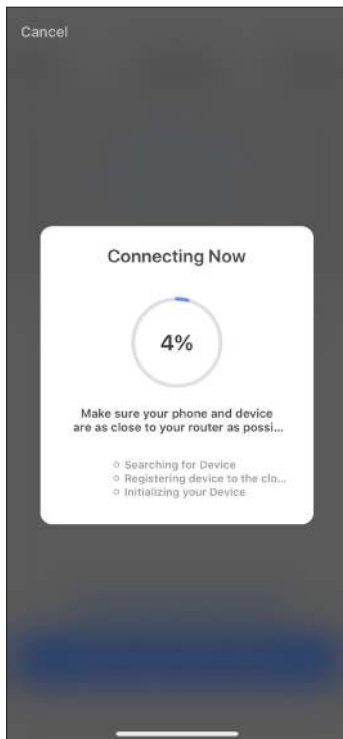 Cancel
Connecting Now
4%
Make sure your phone and device
are as close to your router as possi...
Searching for Device
Registering device to the clo...
Initializing your Device